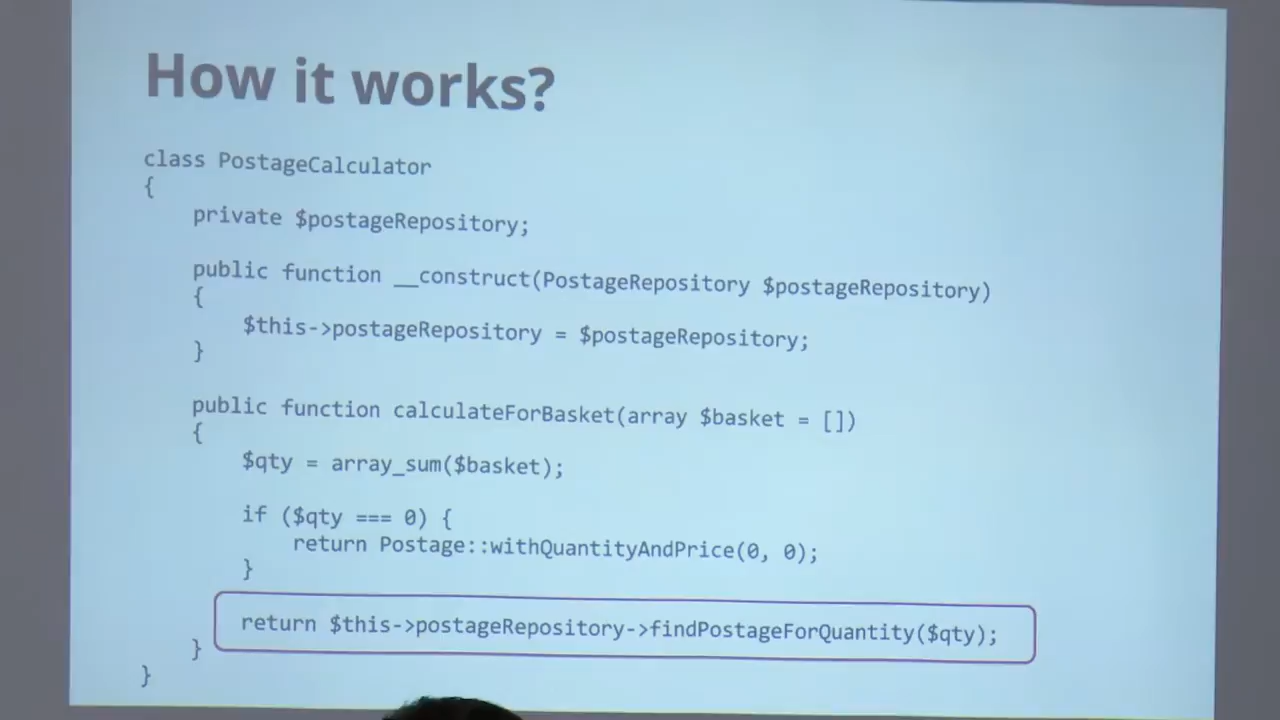 How it works?
class PostageCalculator
{
private $postageRepository;
public function __construct(PostageRepository $postageRepository)
{
$this->postageRepository = $postageRepository;
}
public function calculateForBasket(array $basket = [])
{
$qty = array_sum($basket);
if ($qty === 0) {
return Postage::withQuantityAndPrice(0, 0);
}
return $this->postageRepository->findPostageForQuantity($qty);
}
}